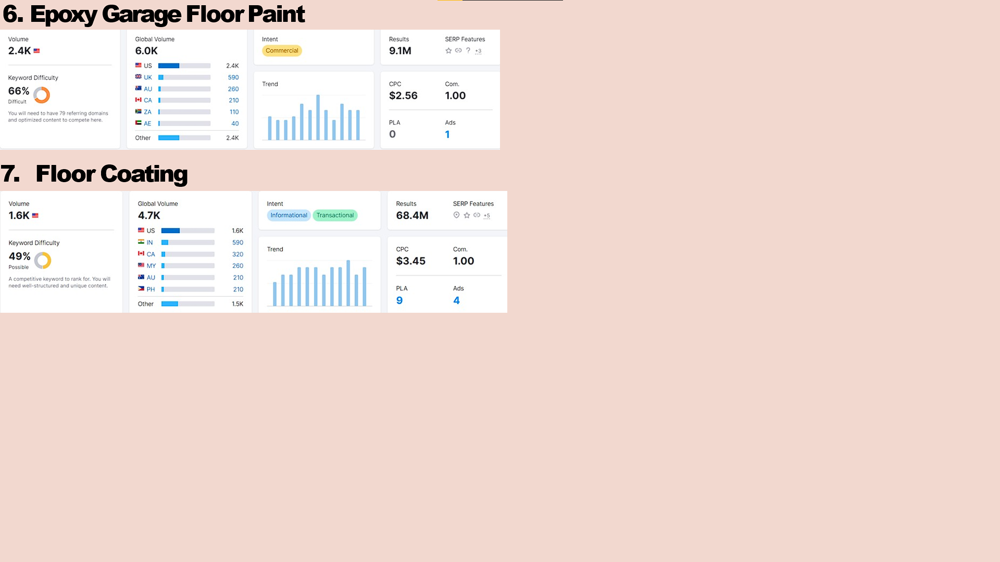 6. Epoxy Garage Floor Paint
Volume
2.4K
Keyword Difficulty
66%
Difficult
You will need to have 79 referring domains
and optimized content to compete here.
Global Volume
6.0K
US 2.4K
UK 590
AU 260
CA 210
ZA 110
AE 40
Other 2.4K
Intent
Commercial
Trend
Results SERP Features
9.1M ? +3
CPC Com.
$2.56 1.00
PLA Ads
0 1
7. Floor Coating
Volume
1.6K
Keyword Difficulty
49%
Possible
A competitive keyword to rank for. You will
need well-structured and unique content.
Global Volume
4.7K
US 1.6K
IN 590
CA 320
MY 260
AU 210
PH 210
Other 1.5K
Intent
Informational Transactional
Trend
Results SERP Features
68.4M +5
CPC Com.
$3.45 1.00
PLA Ads
9 4